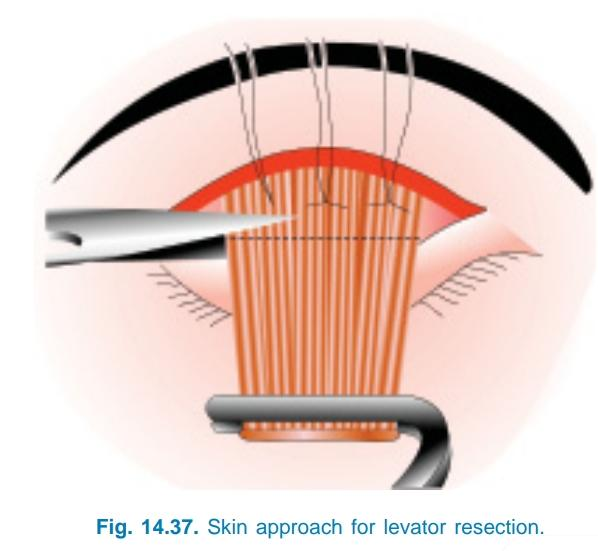 Fig. 14.37. Skin approach for levator resection.